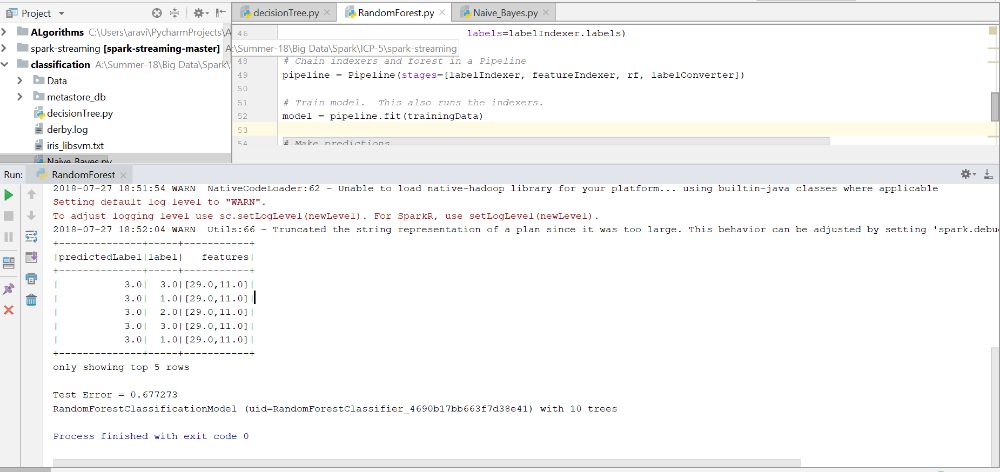 Project
decisionTree.py
RandomForest.py
Naive_Bayes.py
ALgorithms C:\Users\aravi\PycharmProjects\A
spark-streaming [spark-streaming-master] A:\Summer-18\Big Data\Spark\ICP-5\spark-streaming
classification A:\Summer-18\Big Data\Spark\
Data
metastore_db
decisionTree.py
derby.log
iris_libsvm.txt
Naive_Bayes.py
46 labels=labelIndexer.labels)
48 # Chain indexers and forest in a Pipeline
49 pipeline = Pipeline(stages=[labelIndexer, featureIndexer, rf, labelConverter])
50
51 # Train model.  This also runs the indexers.
52 model = pipeline.fit(trainingData)
53
54 # Make predictions
Run: RandomForest
2018-07-27 18:51:54 WARN  NativeCodeLoader:62 - Unable to load native-hadoop library for your platform... using builtin-java classes where applicable
Setting default log level to "WARN".
To adjust logging level use sc.setLogLevel(newLevel). For SparkR, use setLogLevel(newLevel).
2018-07-27 18:52:04 WARN  Utils:66 - Truncated the string representation of a plan since it was too large. This behavior can be adjusted by setting 'spark.debu
+--------------+-----+-----------+
|predictedLabel|label|   features|
+--------------+-----+-----------+
|           3.0|  3.0|[29.0,11.0]|
|           3.0|  1.0|[29.0,11.0]|
|           3.0|  2.0|[29.0,11.0]|
|           3.0|  3.0|[29.0,11.0]|
|           3.0|  1.0|[29.0,11.0]|
+--------------+-----+-----------+
only showing top 5 rows
Test Error = 0.677273
RandomForestClassificationModel (uid=RandomForestClassifier_4690b17bb663f7d38e41) with 10 trees
Process finished with exit code 0